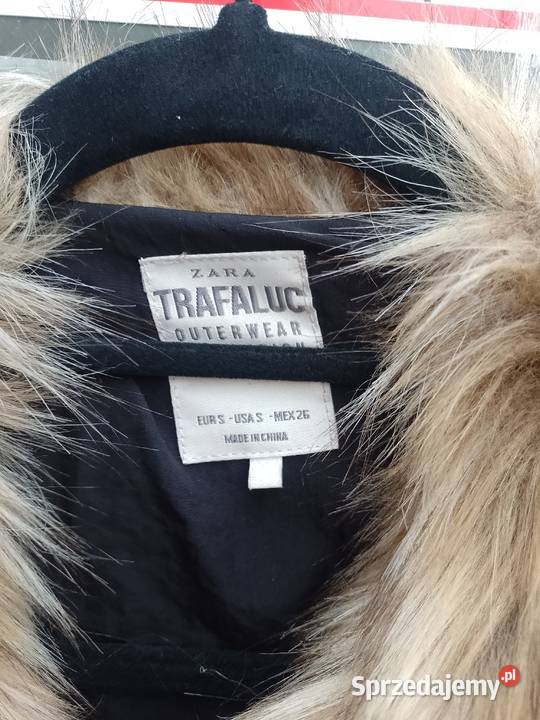 ZARA
TRAFALUC
OUTERWEAR
EUR S - USA S - MEX 26
MADE IN CHINA
Sprzedajemy.pl